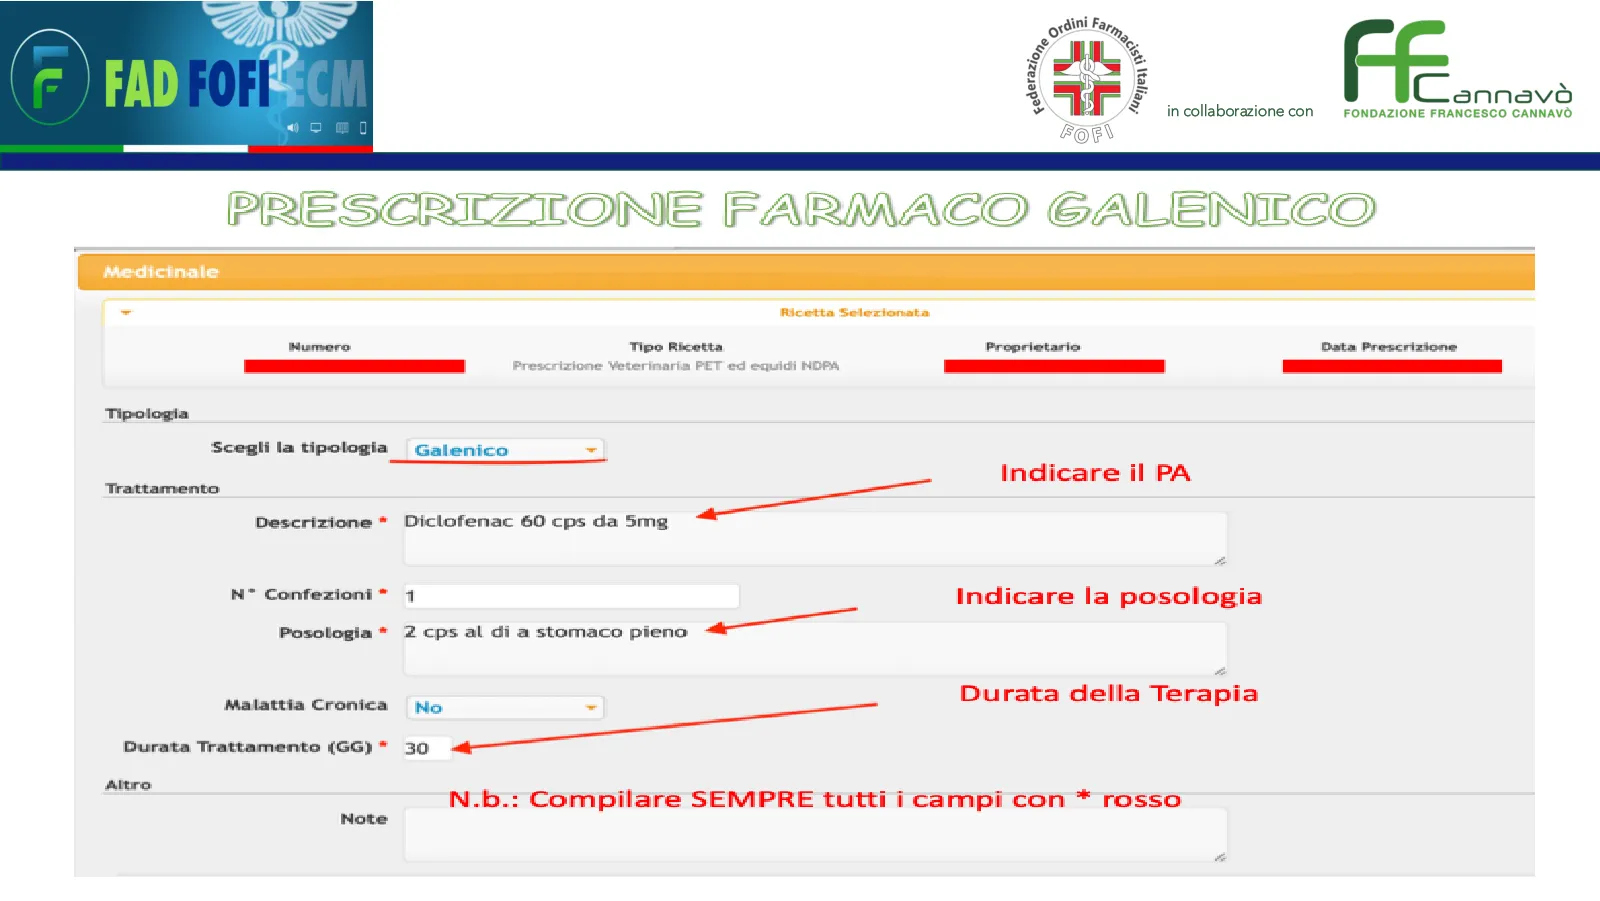 FAD FOFI ECM
Federazione Ordini Farmacisti Italiani
FOFI
in collaborazione con
Cannavò
FONDAZIONE FRANCESCO CANNAVÒ
PRESCRIZIONE FARMACO GALENICO
Medicinale
Ricetta Selezionata
Numero Tipo Ricetta Proprietario Data Prescrizione
Prescrizione Veterinaria PET ed equidi NDPA
Tipologia
Scegli la tipologia Galenico
Indicare il PA
Trattamento
Descrizione * Diclofenac 60 cps da 5mg
N° Confezioni * 1
Indicare la posologia
Posologia * 2 cps al di a stomaco pieno
Durata della Terapia
Malattia Cronica No
Durata Trattamento (GG) * 30
Altro
N.b.: Compilare SEMPRE tutti i campi con * rosso
Note